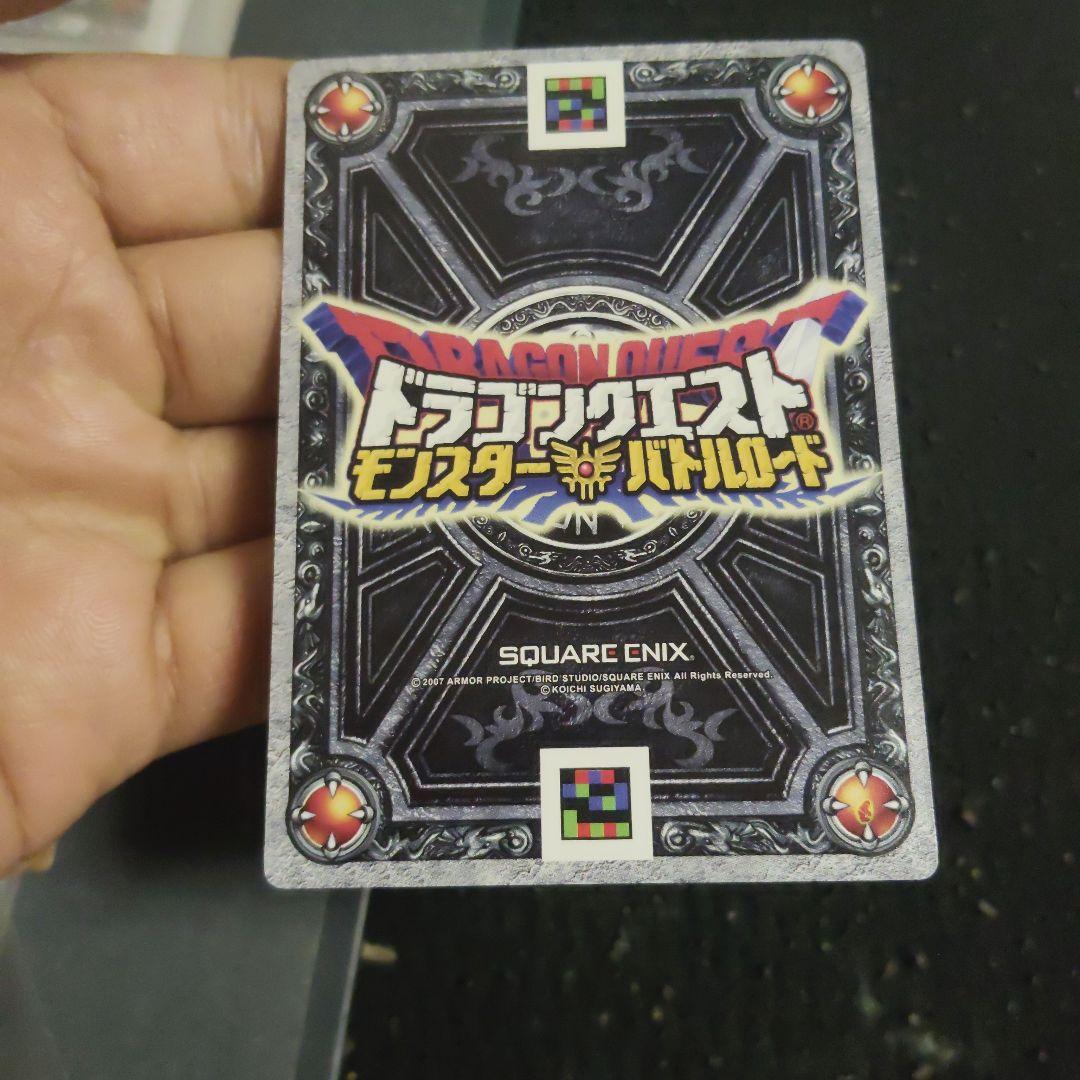 DRAGON QUEST
ドラゴンクエスト®
モンスター バトルロード
SQUARE ENIX®
© 2007 ARMOR PROJECT/BIRD STUDIO/SQUARE ENIX All Rights Reserved.
© KOICHI SUGIYAMA.